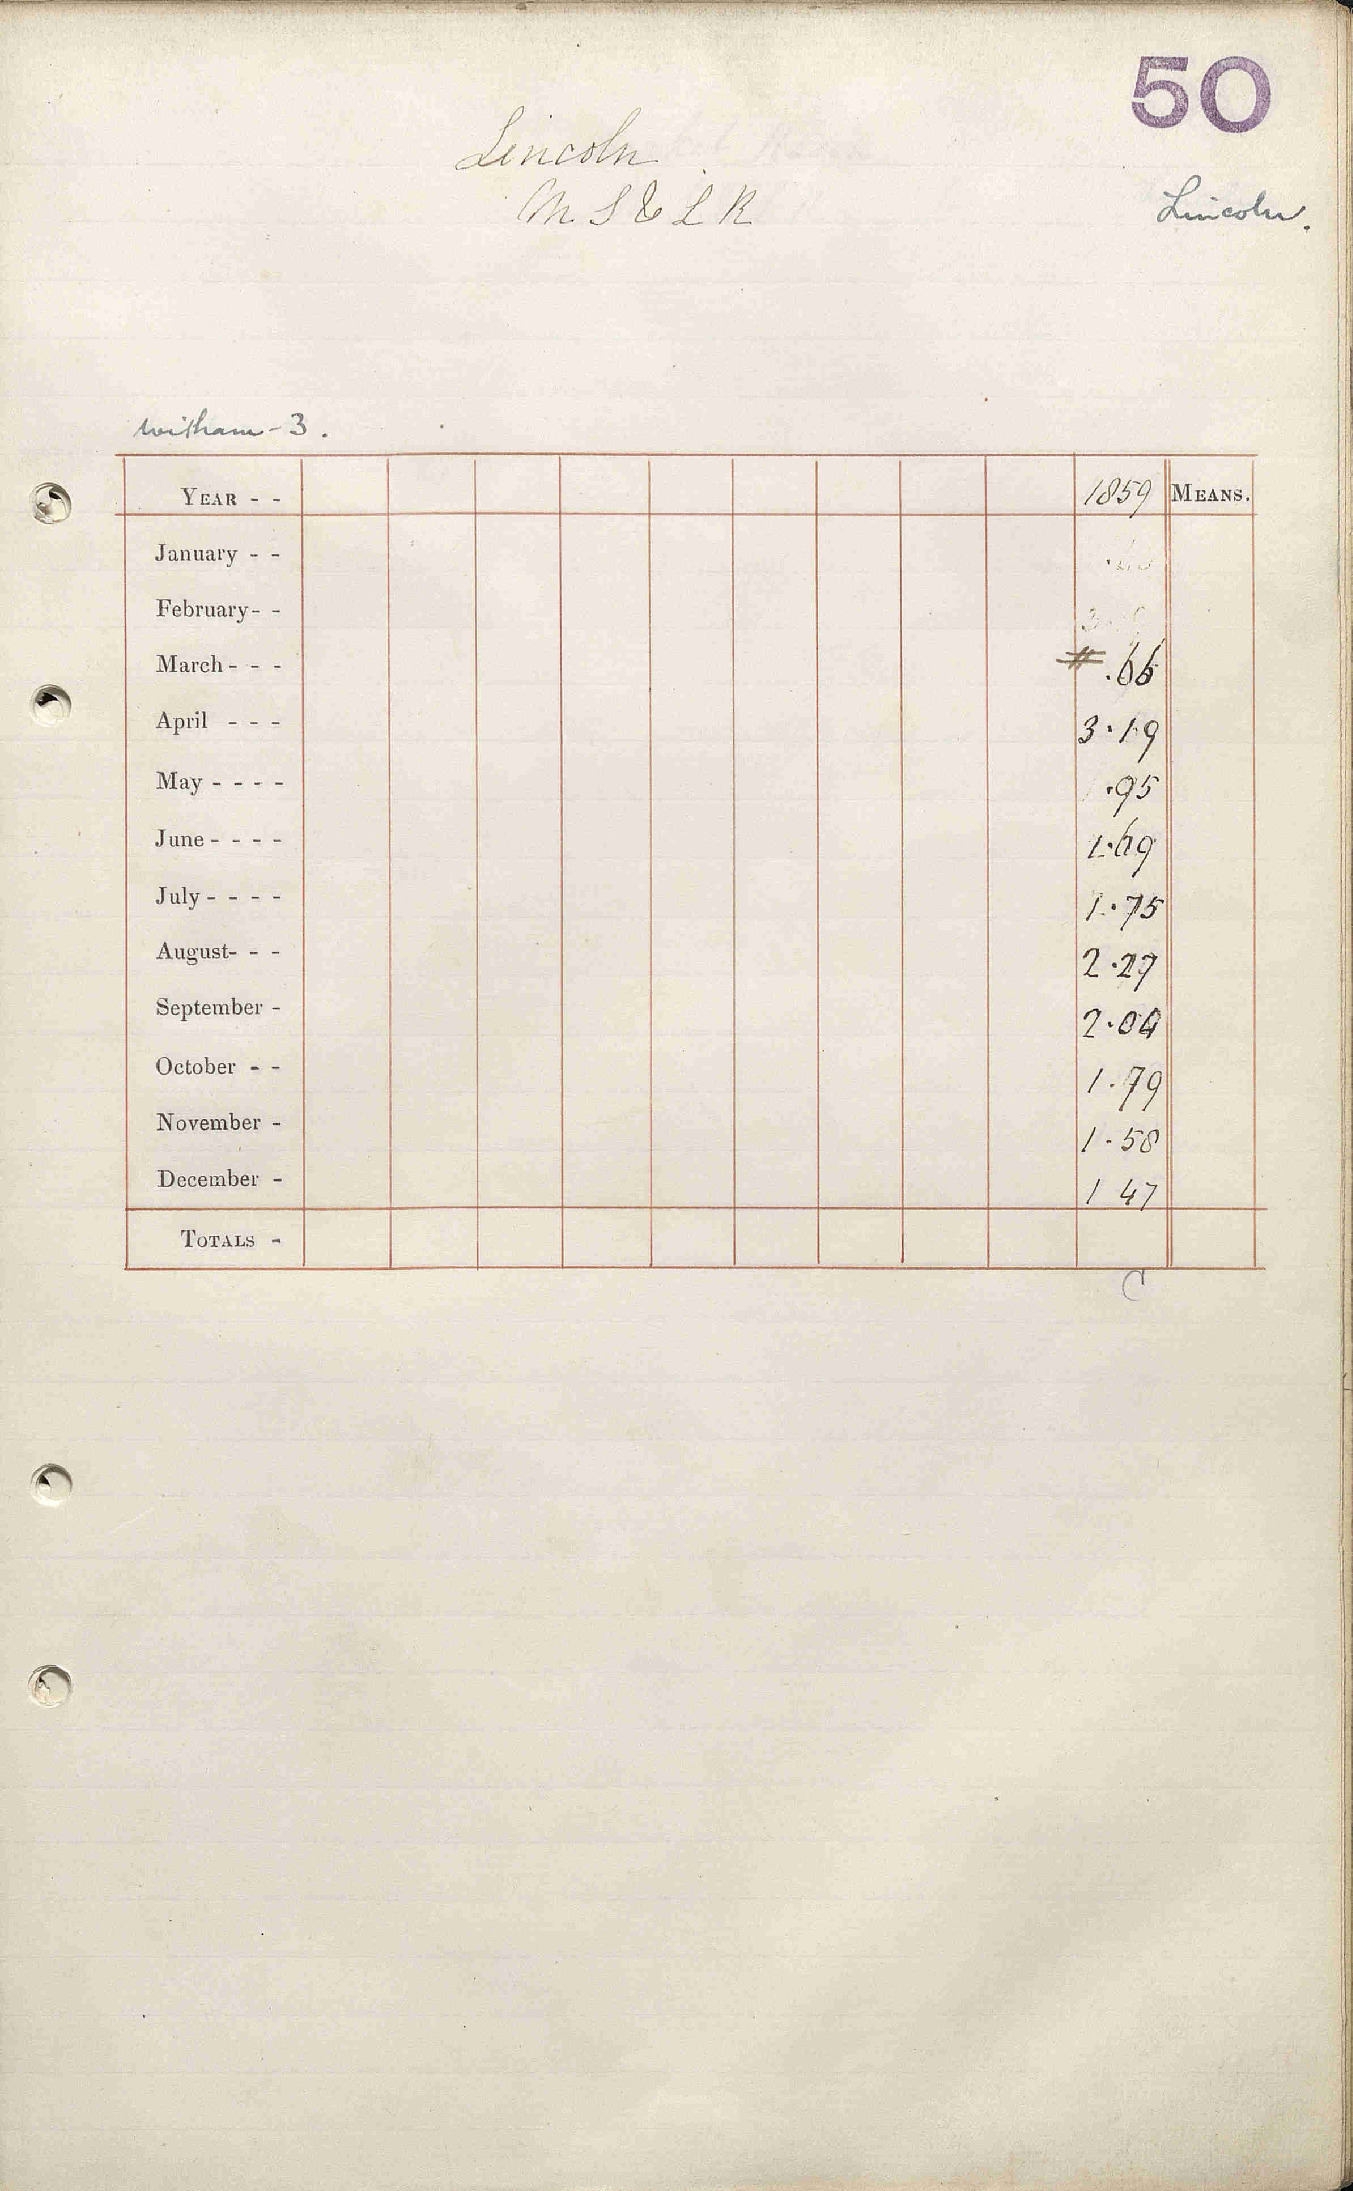 50
Lincoln
M S & L R
Lincoln.
Witham - 3.
YEAR - - 1859 MEANS.
January - -
February - -
March - - - .66
April - - - 3.19
May - - - - .95
June - - - - 1.69
July - - - - 1.75
August - - - 2.27
September - 2.04
October - - 1.79
November - 1.58
December - 1 47
TOTALS -
C